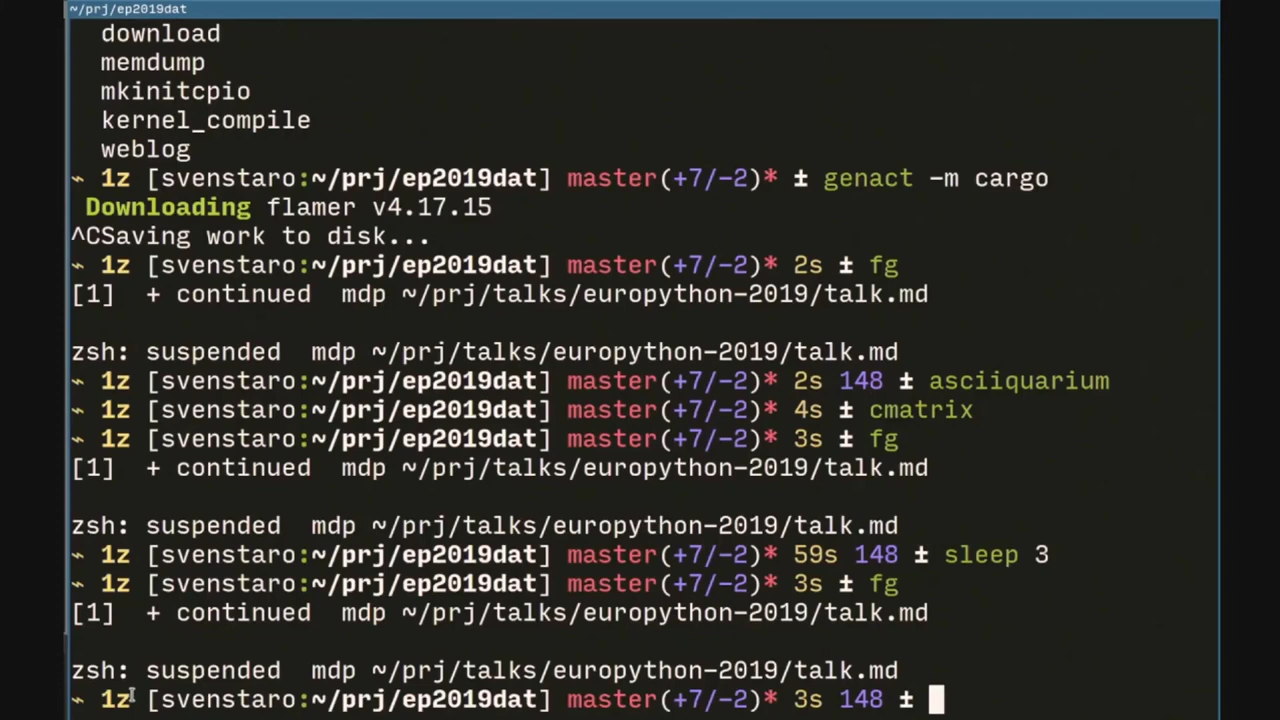 ~/prj/ep2019dat
download
memdump
mkinitcpio
kernel_compile
weblog
~ 1z [svenstaro:~/prj/ep2019dat] master(+7/-2)* ± genact -m cargo
Downloading flamer v4.17.15
^CSaving work to disk...
~ 1z [svenstaro:~/prj/ep2019dat] master(+7/-2)* 2s ± fg
[1]  + continued  mdp ~/prj/talks/europython-2019/talk.md
zsh: suspended  mdp ~/prj/talks/europython-2019/talk.md
~ 1z [svenstaro:~/prj/ep2019dat] master(+7/-2)* 2s 148 ± asciiquarium
~ 1z [svenstaro:~/prj/ep2019dat] master(+7/-2)* 4s ± cmatrix
~ 1z [svenstaro:~/prj/ep2019dat] master(+7/-2)* 3s ± fg
[1]  + continued  mdp ~/prj/talks/europython-2019/talk.md
zsh: suspended  mdp ~/prj/talks/europython-2019/talk.md
~ 1z [svenstaro:~/prj/ep2019dat] master(+7/-2)* 59s 148 ± sleep 3
~ 1z [svenstaro:~/prj/ep2019dat] master(+7/-2)* 3s ± fg
[1]  + continued  mdp ~/prj/talks/europython-2019/talk.md
zsh: suspended  mdp ~/prj/talks/europython-2019/talk.md
~ 1z [svenstaro:~/prj/ep2019dat] master(+7/-2)* 3s 148 ±